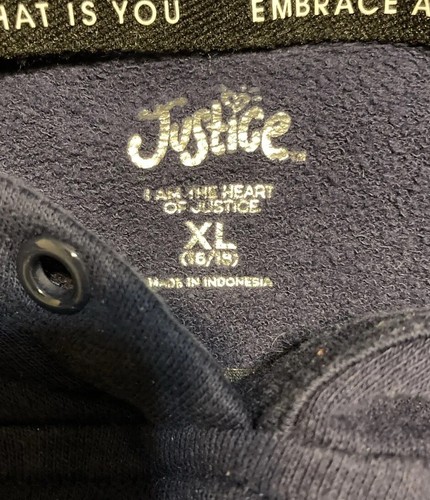 HAT IS YOU EMBRACE A
Justice
I AM THE HEART
OF JUSTICE
XL
(16/18)
MADE IN INDONESIA